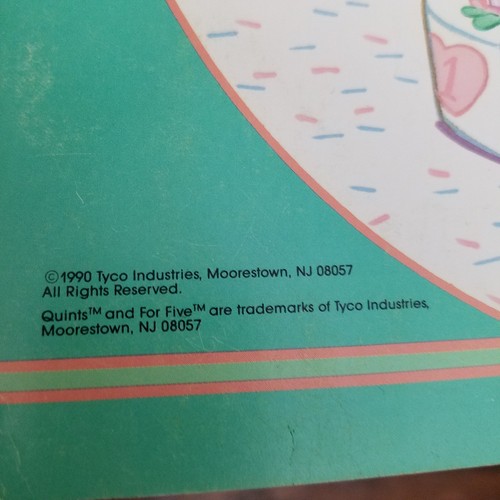 1
©1990 Tyco Industries, Moorestown, NJ 08057
All Rights Reserved.
Quints™ and For Five™ are trademarks of Tyco Industries,
Moorestown, NJ 08057